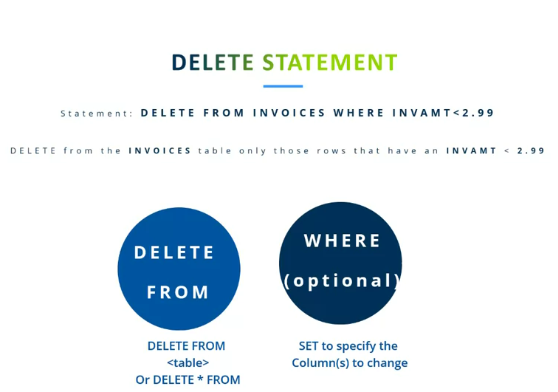 DELETE STATEMENT
Statement: DELETE FROM INVOICES WHERE INVAMT<2.99
DELETE from the INVOICES table only those rows that have an INVAMT < 2.99
DELETE
FROM
WHERE
(optional)
DELETE FROM
<table>
Or DELETE * FROM
SET to specify the
Column(s) to change